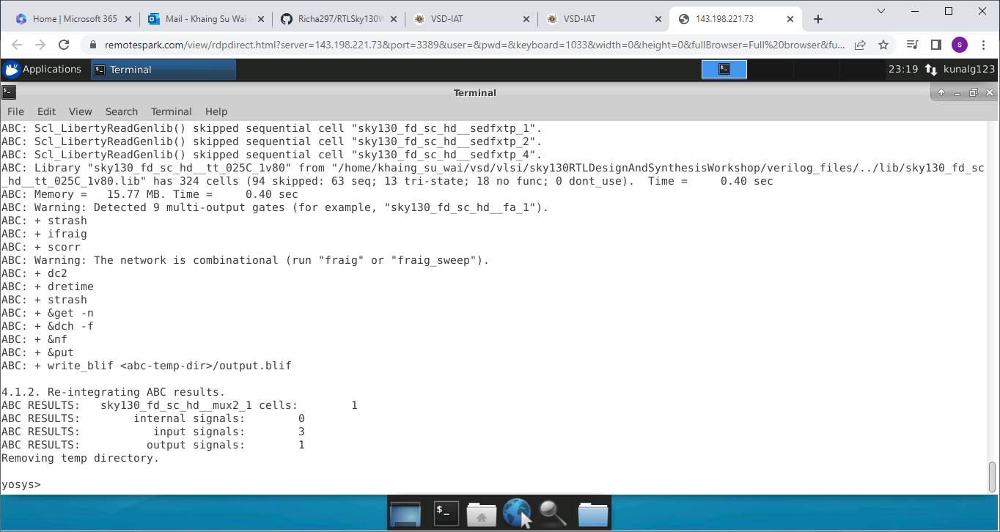 Home | Microsoft 365
Mail - Khaing Su Wai -
Richa297/RTLSky130W
VSD-IAT
VSD-IAT
143.198.221.73
remotespark.com/view/rdpdirect.html?server=143.198.221.73&port=3389&user=&pwd=&keyboard=1033&width=0&height=0&fullBrowser=Full%20browser&fu...
S
Applications
Terminal
23:19
kunalg123
Terminal
File Edit View Search Terminal Help
ABC: Scl_LibertyReadGenlib() skipped sequential cell "sky130_fd_sc_hd__sedfxtp_1".
ABC: Scl_LibertyReadGenlib() skipped sequential cell "sky130_fd_sc_hd__sedfxtp_2".
ABC: Scl_LibertyReadGenlib() skipped sequential cell "sky130_fd_sc_hd__sedfxtp_4".
ABC: Library "sky130_fd_sc_hd__tt_025C_1v80" from "/home/khaing_su_wai/vsd/vlsi/sky130RTLDesignAndSynthesisWorkshop/verilog_files/../lib/sky130_fd_sc
_hd__tt_025C_1v80.lib" has 324 cells (94 skipped: 63 seq; 13 tri-state; 18 no func; 0 dont_use).  Time =     0.40 sec
ABC: Memory =   15.77 MB. Time =     0.40 sec
ABC: Warning: Detected 9 multi-output gates (for example, "sky130_fd_sc_hd__fa_1").
ABC: + strash
ABC: + ifraig
ABC: + scorr
ABC: Warning: The network is combinational (run "fraig" or "fraig_sweep").
ABC: + dc2
ABC: + dretime
ABC: + strash
ABC: + &get -n
ABC: + &dch -f
ABC: + &nf
ABC: + &put
ABC: + write_blif <abc-temp-dir>/output.blif
4.1.2. Re-integrating ABC results.
ABC RESULTS:   sky130_fd_sc_hd__mux2_1 cells:        1
ABC RESULTS:        internal signals:        0
ABC RESULTS:           input signals:        3
ABC RESULTS:          output signals:        1
Removing temp directory.
yosys>